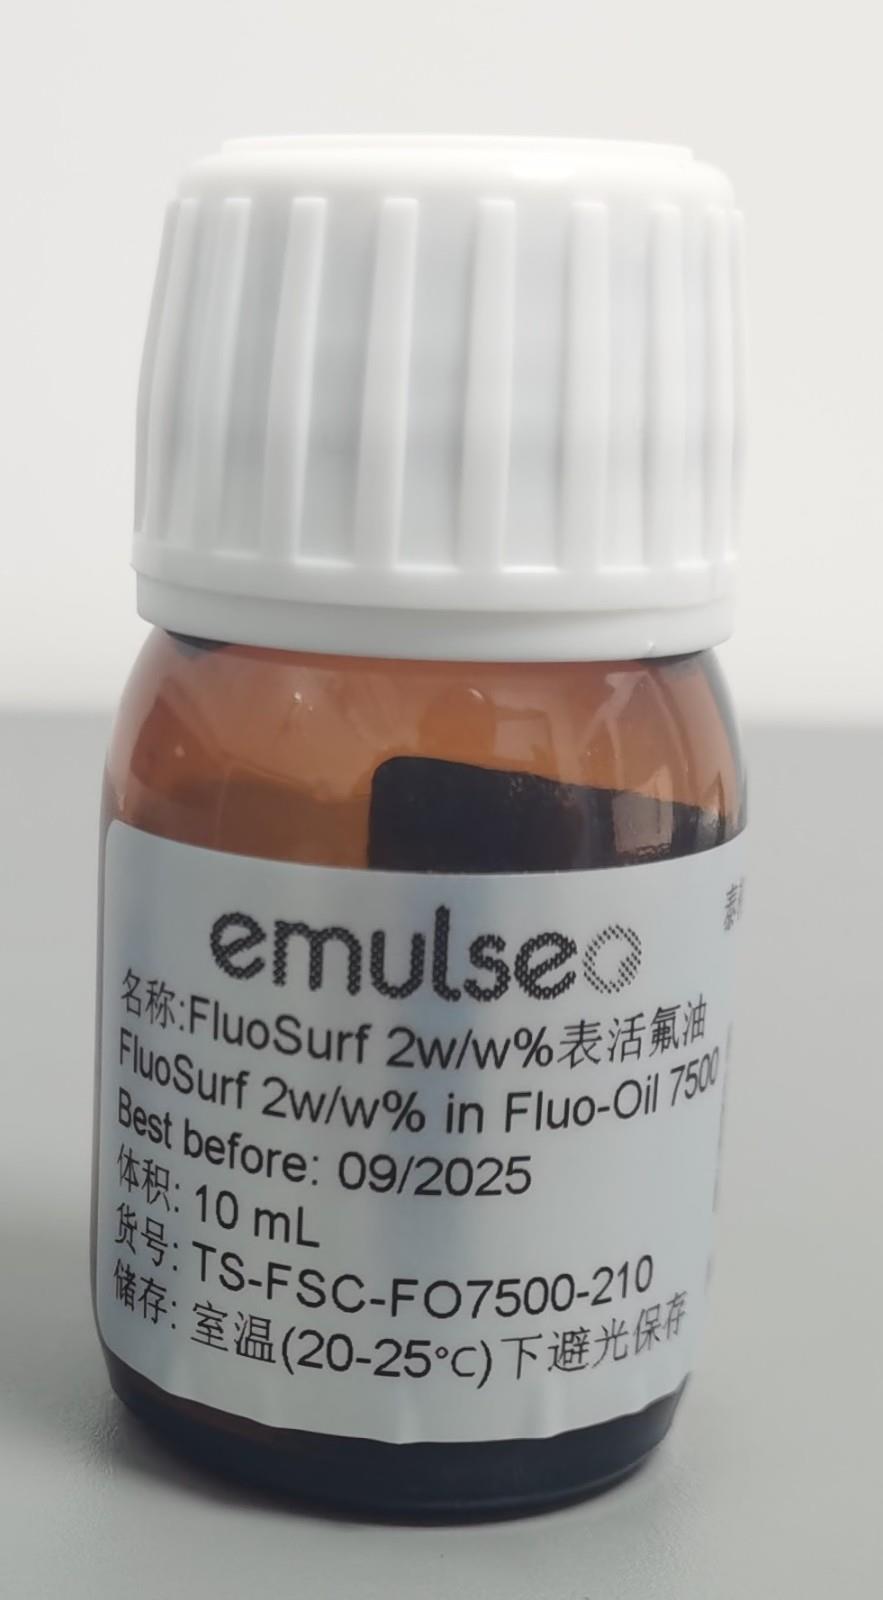 emulseo
名称:FluoSurf 2w/w%表活氟油
FluoSurf 2w/w% in Fluo-Oil 7500
Best before: 09/2025
体积: 10 mL
货号: TS-FSC-FO7500-210
储存: 室温(20-25℃)下避光保存